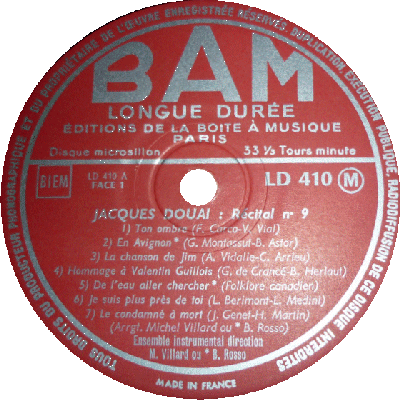 TOUS DROITS DU PRODUCTEUR PHONOGRAPHIQUE ET DU PROPRIÉTAIRE DE L'ŒUVRE ENREGISTRÉE RÉSERVÉS. DUPLICATION EXÉCUTION PUBLIQUE, RADIODIFFUSION DE CE DISQUE INTERDITES
BAM
LONGUE DURÉE
ÉDITIONS DE LA BOITE À MUSIQUE
PARIS
Disque microsillon 33 ⅓ Tours minute
BIEM LD 410 A LD 410 M
FACE 1
JACQUES DOUAI : Récital nº 9
1) Ton ombre (F. Carco-V. Vini)
2) En Avignon* (G. Montassut-B. Astor)
3) La chanson de Jim (A. Vidalie-C. Arrieu)
4) Hommage à Valentin Guillois (G. de Crancé-B. Herlaut)
5) De l'eau aller chercher* (Folklore canadien)
6) Je suis plus près de toi (L. Bérimont-L. Medini)
7) Le condamné à mort (J. Genet-H. Martin)
(Arrgt. Michel Villard ou * B. Rosso)
Ensemble instrumental direction
M. Villard ou * B. Rosso
MADE IN FRANCE